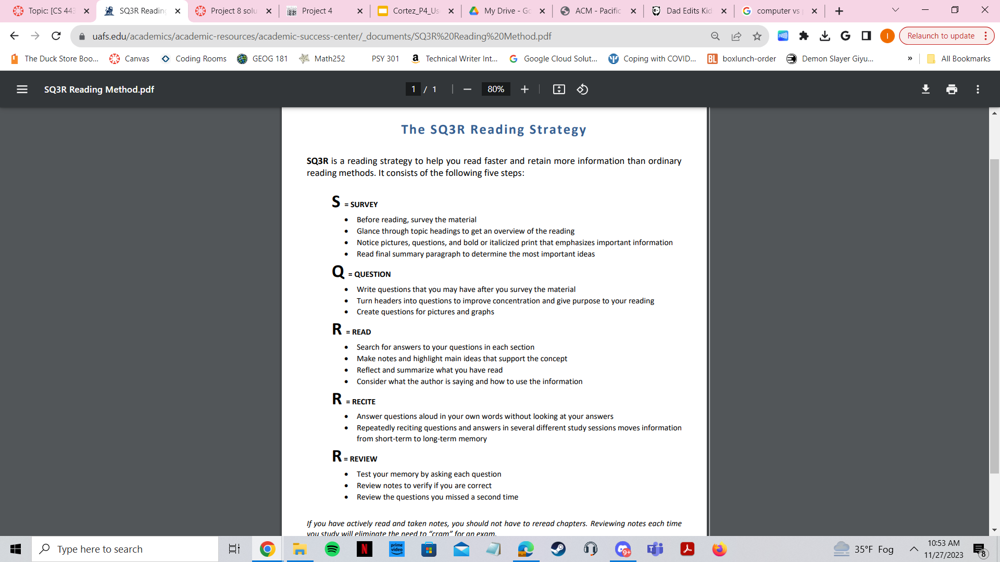 Topic: [CS 443
SQ3R Reading
Project 8 solu
Project 4
Cortez_P4_Us
My Drive - Go
ACM - Pacific
Dad Edits Kid
computer vs
uafs.edu/academics/academic-resources/academic-success-center/_documents/SQ3R%20Reading%20Method.pdf
I
Relaunch to update
The Duck Store Boo...
Canvas
Coding Rooms
GEOG 181
Math252
PSY 301
Technical Writer Int...
Google Cloud Solut...
Coping with COVID...
BL
boxlunch-order
Demon Slayer Giyu...
»
All Bookmarks
SQ3R Reading Method.pdf
1 / 1
80%
The SQ3R Reading Strategy
SQ3R is a reading strategy to help you read faster and retain more information than ordinary
reading methods. It consists of the following five steps:
S = SURVEY
• Before reading, survey the material
• Glance through topic headings to get an overview of the reading
• Notice pictures, questions, and bold or italicized print that emphasizes important information
• Read final summary paragraph to determine the most important ideas
Q = QUESTION
• Write questions that you may have after you survey the material
• Turn headers into questions to improve concentration and give purpose to your reading
• Create questions for pictures and graphs
R = READ
• Search for answers to your questions in each section
• Make notes and highlight main ideas that support the concept
• Reflect and summarize what you have read
• Consider what the author is saying and how to use the information
R = RECITE
• Answer questions aloud in your own words without looking at your answers
• Repeatedly reciting questions and answers in several different study sessions moves information
from short-term to long-term memory
R = REVIEW
• Test your memory by asking each question
• Review notes to verify if you are correct
• Review the questions you missed a second time
If you have actively read and taken notes, you should not have to reread chapters. Reviewing notes each time
you study will eliminate the need to “cram” for an exam.
Type here to search
prime video
9+
35°F Fog
10:53 AM
11/27/2023
8